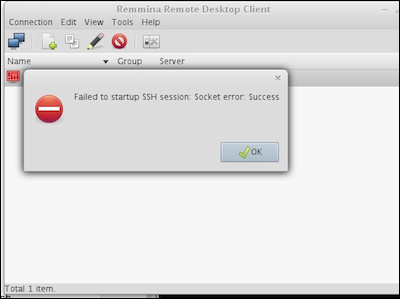 Remmina Remote Desktop Client
Connection Edit View Tools Help
Name Group Server
Failed to startup SSH session: Socket error: Success
OK
Total 1 item.